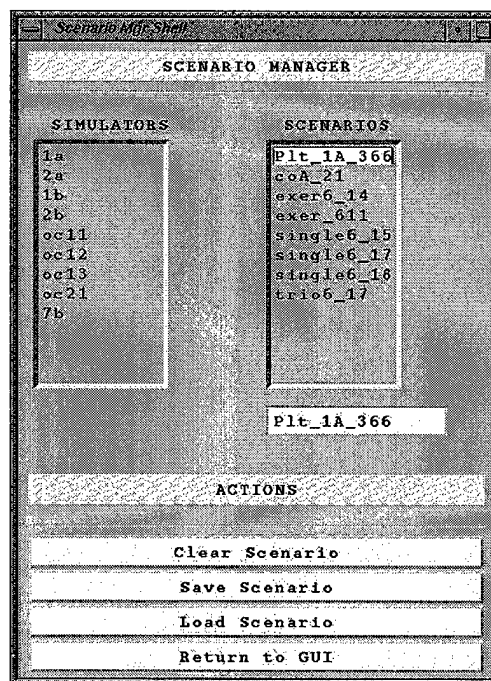 Scenario Mgr Shell
SCENARIO MANAGER
SIMULATORS
1a
2a
1b
2b
oc11
oc12
oc13
oc21
7b
SCENARIOS
Plt_1A_366
coA_21
exer6_14
exer_611
single6_15
single6_17
single6_18
trio6_17
Plt_1A_366
ACTIONS
Clear Scenario
Save Scenario
Load Scenario
Return to GUI